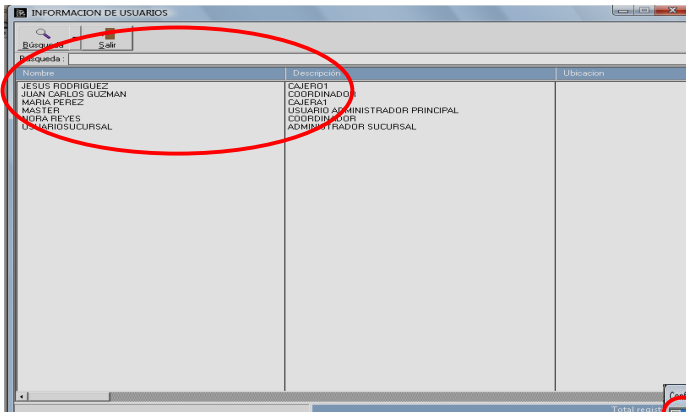 INFORMACION DE USUARIOS
Búsqueda Salir
Búsqueda :
Nombre Descripción Ubicacion
JESUS RODRIGUEZ CAJERO1
JUAN CARLOS GUZMAN COORDINADOR
MARIA PEREZ CAJERA1
MASTER USUARIO ADMINISTRADOR PRINCIPAL
NORA REYES COORDINADOR
USUARIOSUCURSAL ADMINISTRADOR SUCURSAL
Total